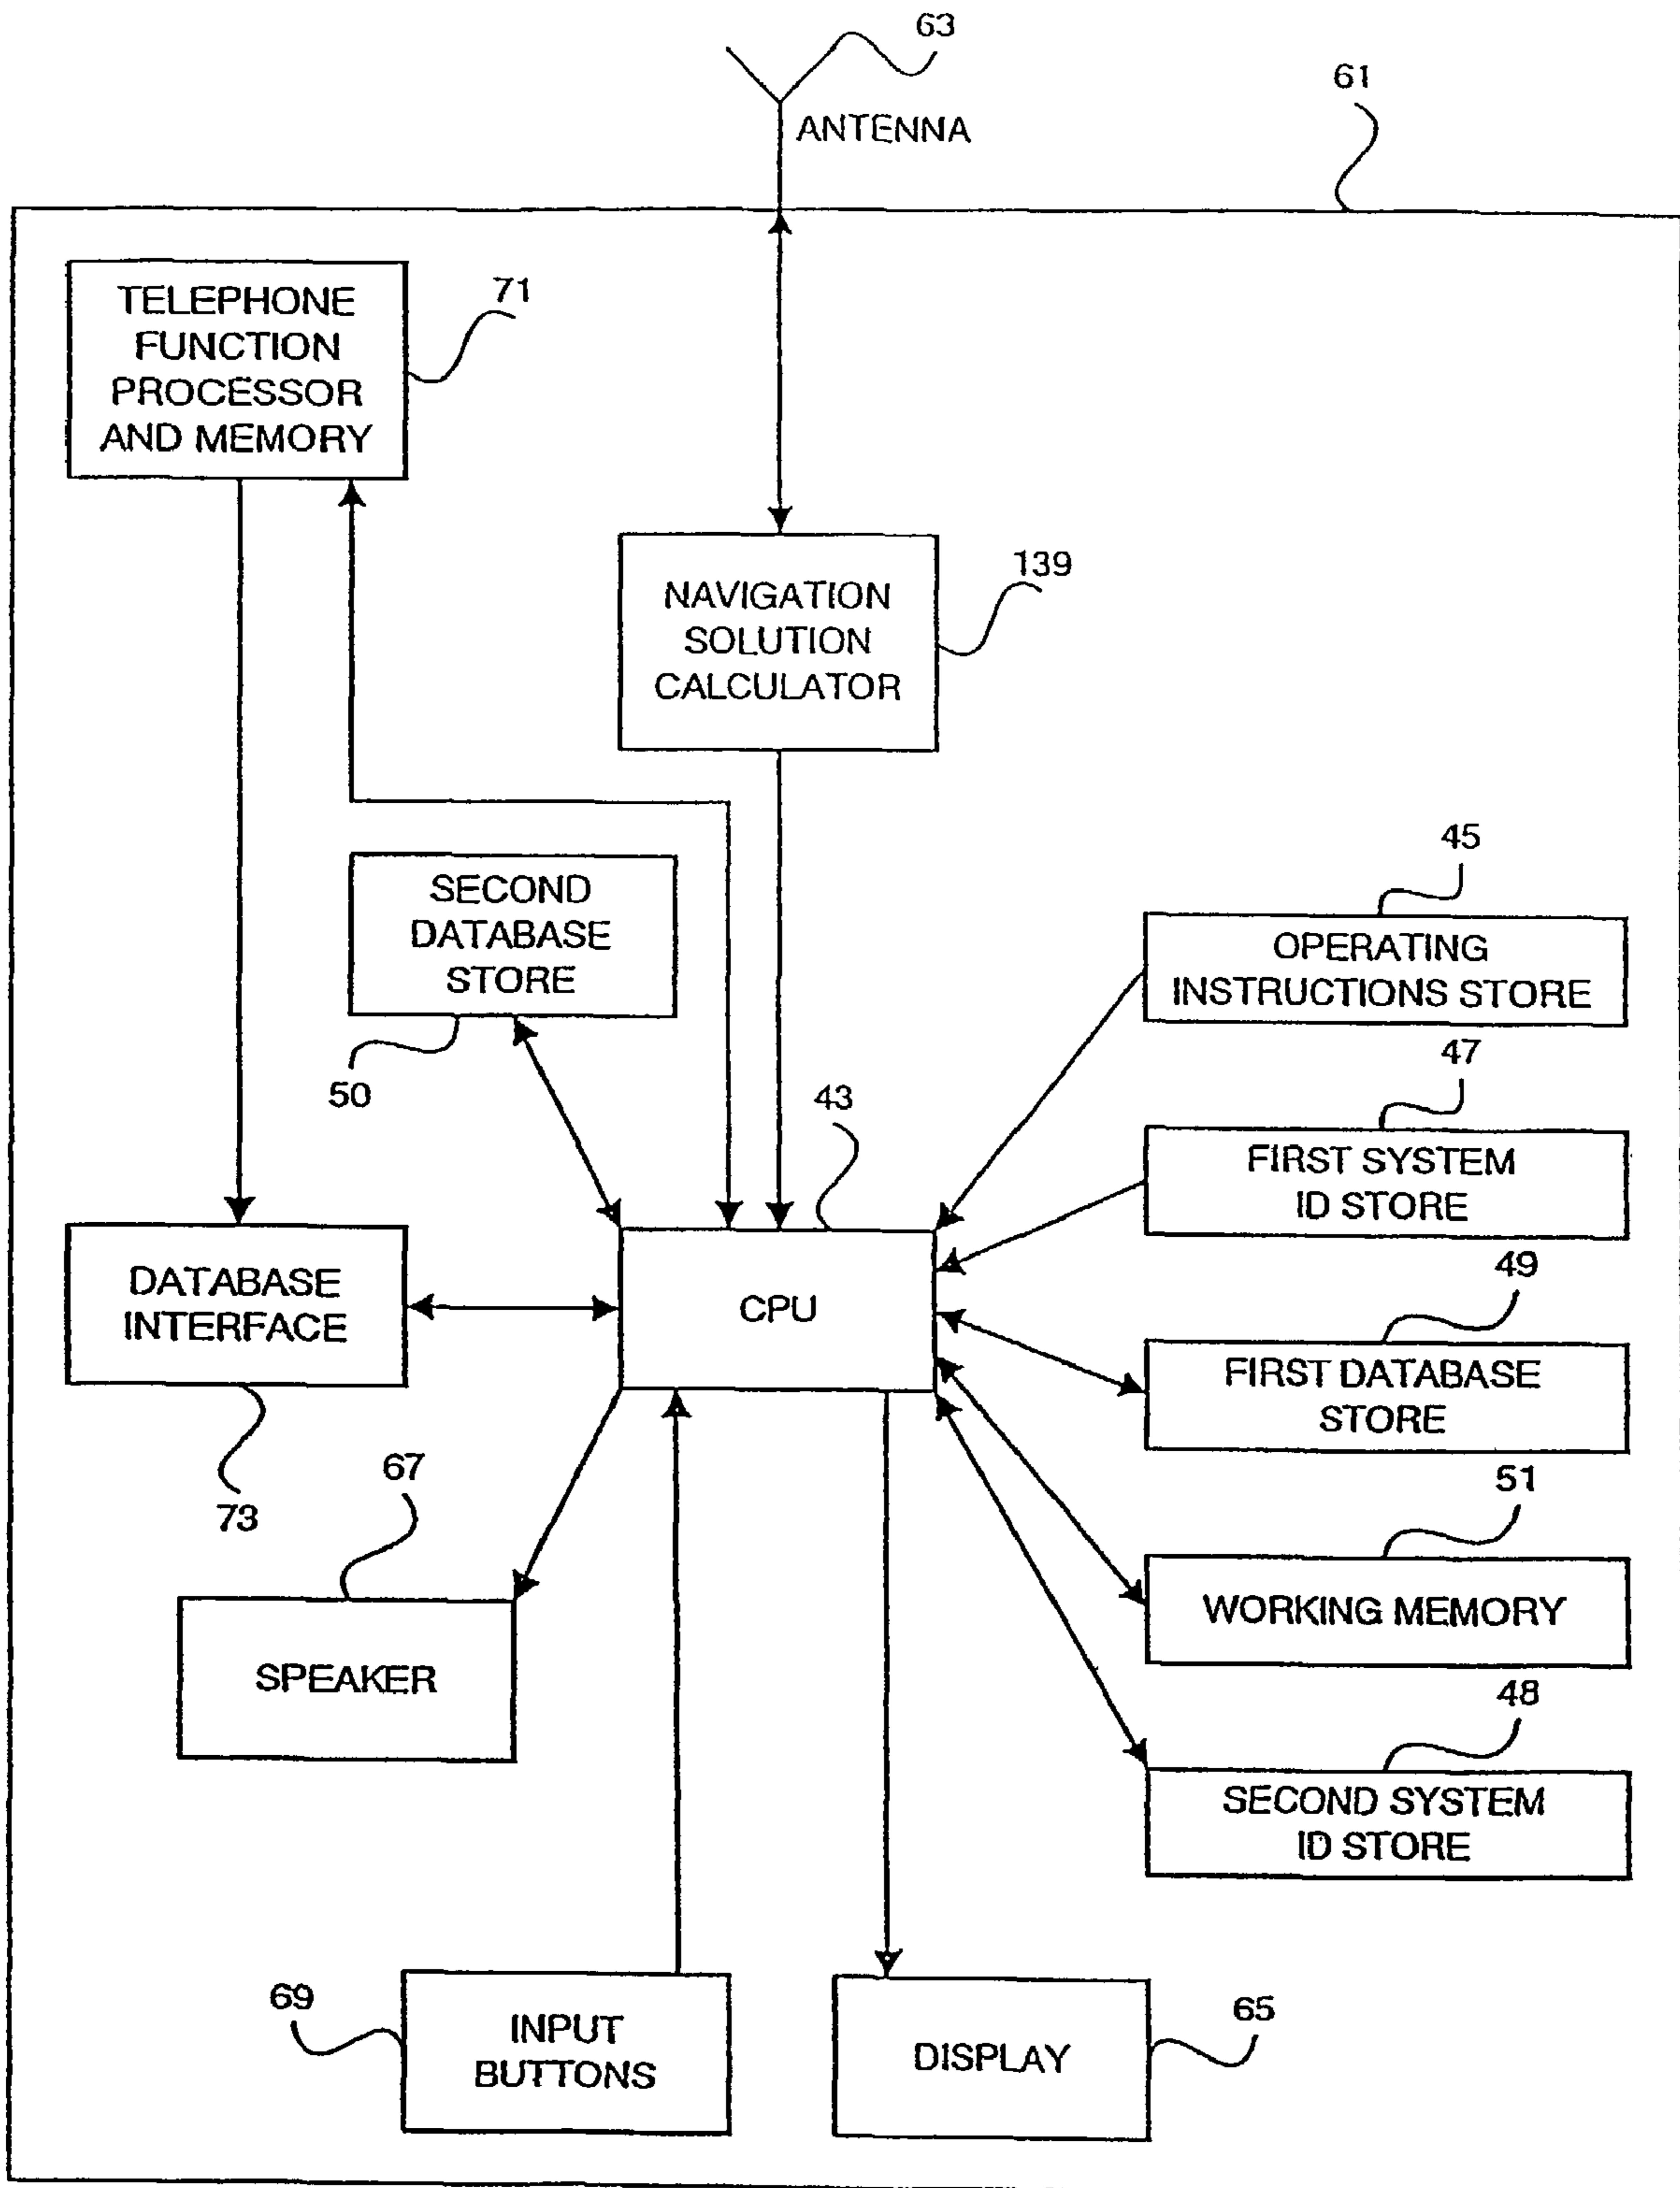 63
ANTENNA
61
TELEPHONE
FUNCTION
PROCESSOR
AND MEMORY
71
NAVIGATION
SOLUTION
CALCULATOR
139
SECOND
DATABASE
STORE
50
43
CPU
45
OPERATING
INSTRUCTIONS STORE
47
FIRST SYSTEM
ID STORE
49
FIRST DATABASE
STORE
51
WORKING MEMORY
48
SECOND SYSTEM
ID STORE
DATABASE
INTERFACE
73
67
SPEAKER
69
INPUT
BUTTONS
DISPLAY
65